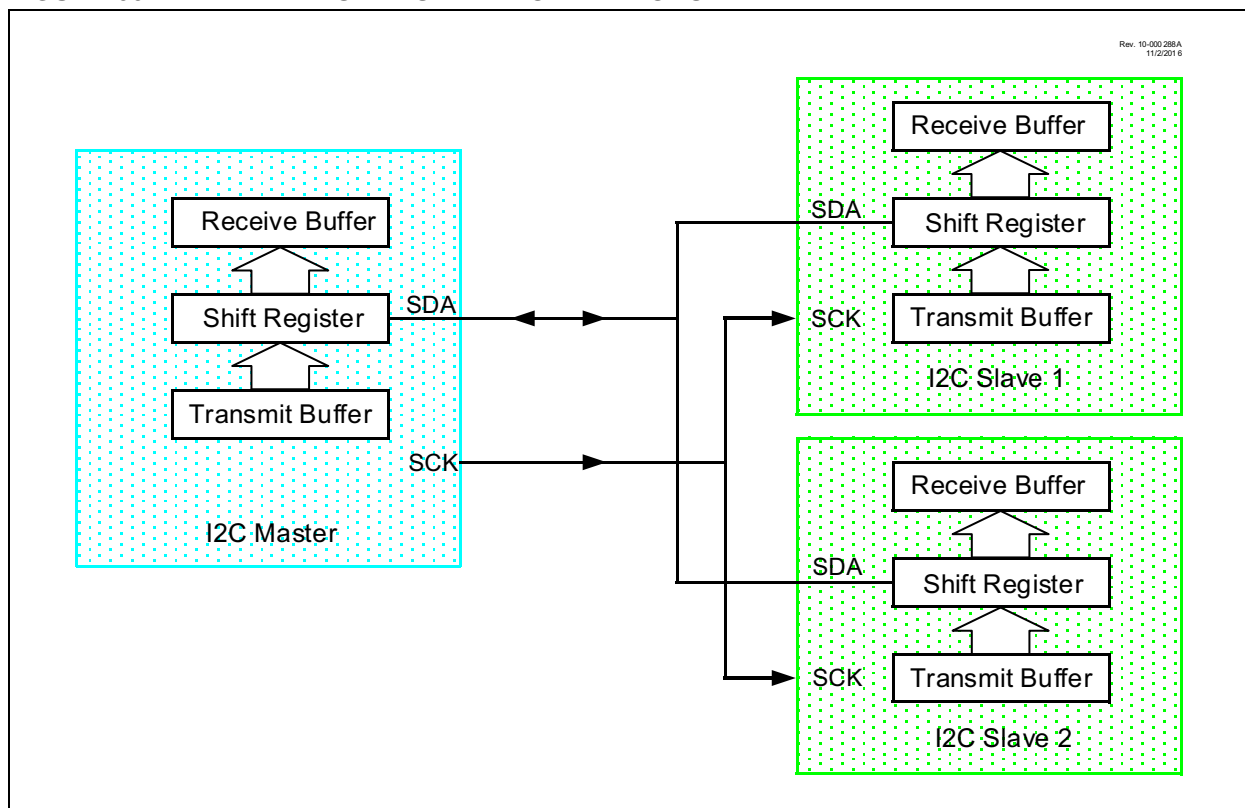 Rev. 10-000 288A
11/2/201 6
Receive Buffer
SDA
Shift Register
SCK
Transmit Buffer
I2C Slave 1
Receive Buffer
Shift Register
SDA
Transmit Buffer
SCK
I2C Master
Receive Buffer
SDA
Shift Register
SCK
Transmit Buffer
I2C Slave 2